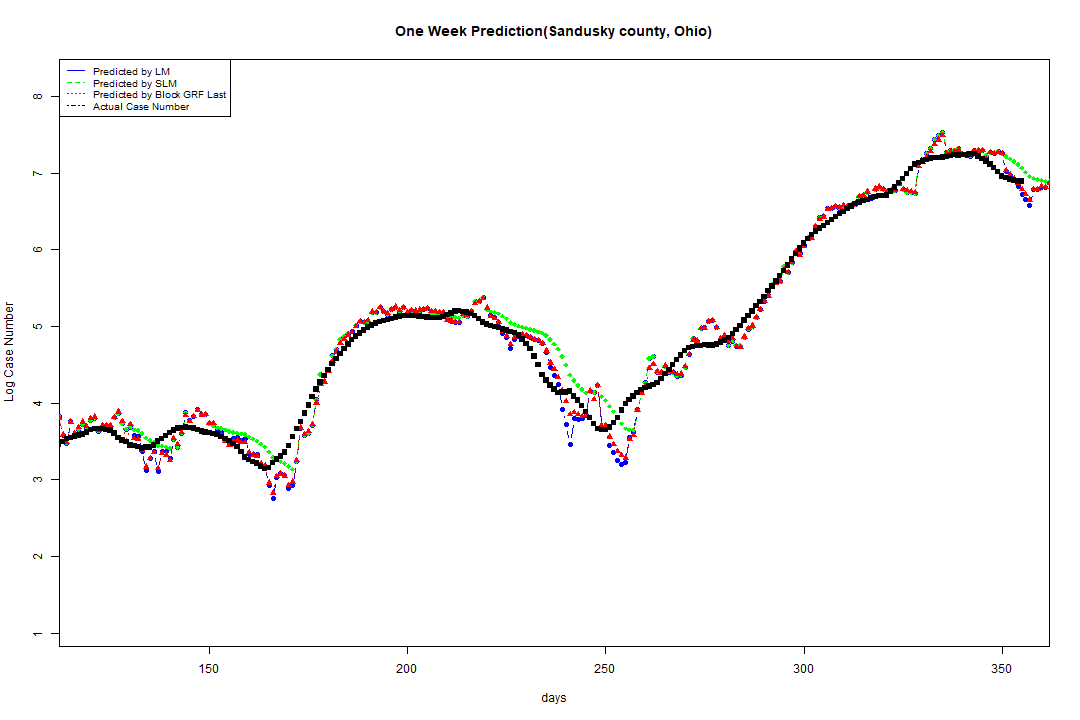 One Week Prediction(Sandusky county, Ohio)
Predicted by LM
Predicted by SLM
Predicted by Block GRF Last
Actual Case Number
8
7
6
5
4
3
2
1
Log Case Number
150 200 250 300 350
days